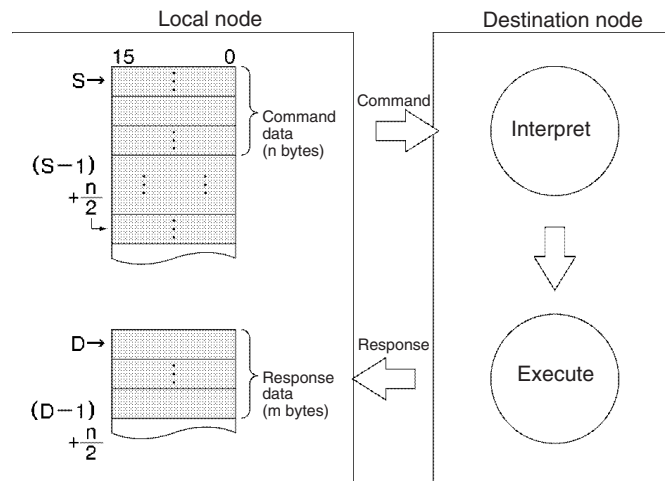 Local node
Destination node
15 0
S→
Command
data
(n bytes)
(S−1)
+n/2
Command
Interpret
D→
Response
data
(m bytes)
(D−1)
+n/2
Response
Execute